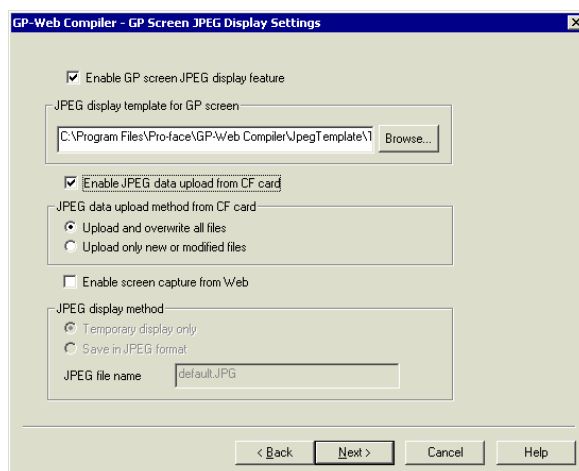 GP-Web Compiler - GP Screen JPEG Display Settings
Enable GP screen JPEG display feature
JPEG display template for GP screen
C:\Program Files\Pro-face\GP-Web Compiler\JpegTemplate\T
Browse...
Enable JPEG data upload from CF card
JPEG data upload method from CF card
Upload and overwrite all files
Upload only new or modified files
Enable screen capture from Web
JPEG display method
Temporary display only
Save in JPEG format
JPEG file name
default.JPG
< Back
Next >
Cancel
Help